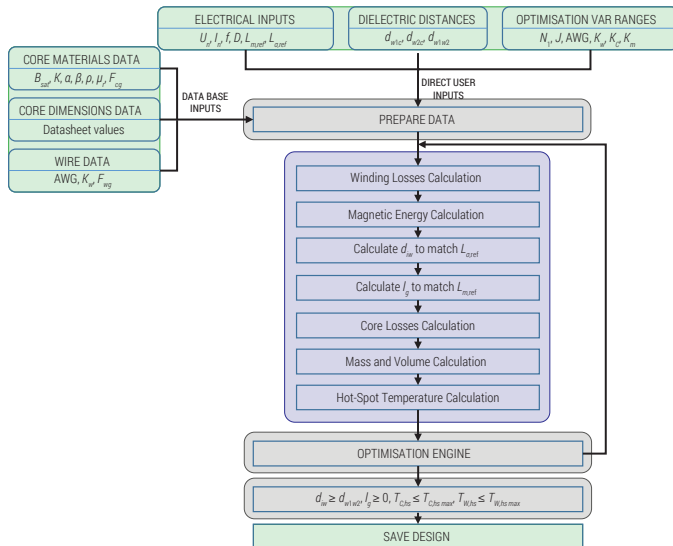 ELECTRICAL INPUTS
Uₙ, Iₙ, f, D, L_m,ref, L_σ,ref
DIELECTRIC DISTANCES
d_w1c, d_w2c, d_w1w2
OPTIMISATION VAR RANGES
N₁, J, AWG, K_w, K_c, K_m
CORE MATERIALS DATA
B_sat, K, α, β, ρ, μ_r, F_cg
CORE DIMENSIONS DATA
Datasheet values
WIRE DATA
AWG, K_w, F_wg
DATA BASE
INPUTS
DIRECT USER
INPUTS
PREPARE DATA
Winding Losses Calculation
Magnetic Energy Calculation
Calculate d_iw to match L_σ,ref
Calculate l_g to match L_m,ref
Core Losses Calculation
Mass and Volume Calculation
Hot-Spot Temperature Calculation
OPTIMISATION ENGINE
d_iw ≥ d_w1w2, l_g ≥ 0, T_C,hs ≤ T_C,hs max, T_W,hs ≤ T_W,hs max
SAVE DESIGN